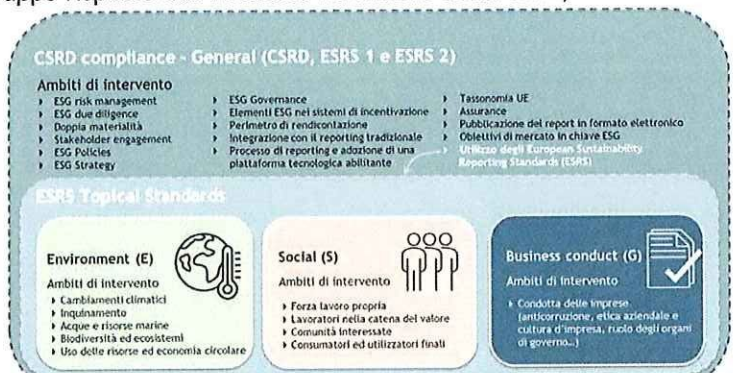 CSRD compliance - General (CSRD, ESRS 1 e ESRS 2)
Ambiti di intervento
ESG risk management
ESG due diligence
Doppia materialità
Stakeholder engagement
ESG Policies
ESG Strategy
ESG Governance
Elementi ESG nei sistemi di incentivazione
Perimetro di rendicontazione
Integrazione con il reporting tradizionale
Processo di reporting e adozione di una
piattaforma tecnologica abilitante
Tassonomia UE
Assurance
Pubblicazione del report in formato elettronico
Obiettivi di mercato in chiave ESG
Utilizzo degli European Sustainability
Reporting Standards (ESRS)
ESRS Topical Standards
Environment (E)
Ambiti di intervento
Cambiamenti climatici
Inquinamento
Acque e risorse marine
Biodiversità ed ecosistemi
Uso delle risorse ed economia circolare
Social (S)
Ambiti di intervento
Forza lavoro propria
Lavoratori nella catena del valore
Comunità interessate
Consumatori ed utilizzatori finali
Business conduct (G)
Ambiti di intervento
Condotta delle imprese
(anticorruzione, etica aziendale e
cultura d'impresa, ruolo degli organi
di governo...)